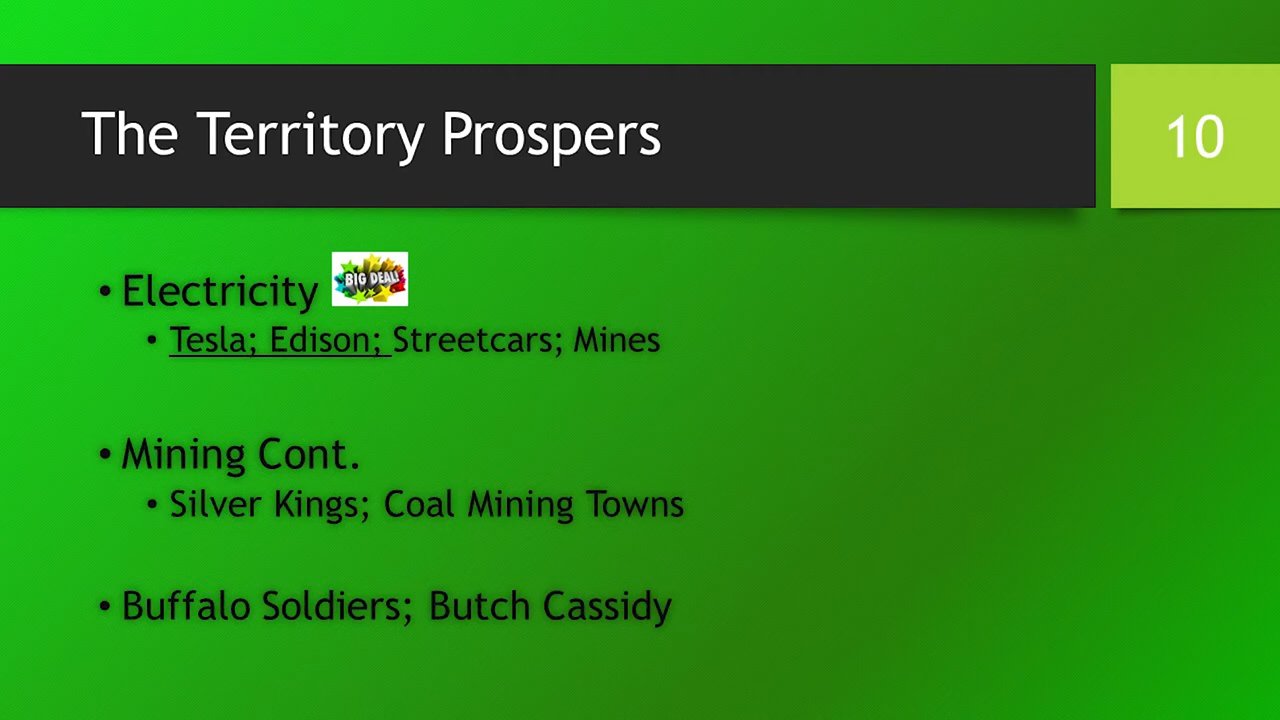 The Territory Prospers
10
• Electricity BIG DEAL!
• Tesla; Edison; Streetcars; Mines
• Mining Cont.
• Silver Kings; Coal Mining Towns
• Buffalo Soldiers; Butch Cassidy